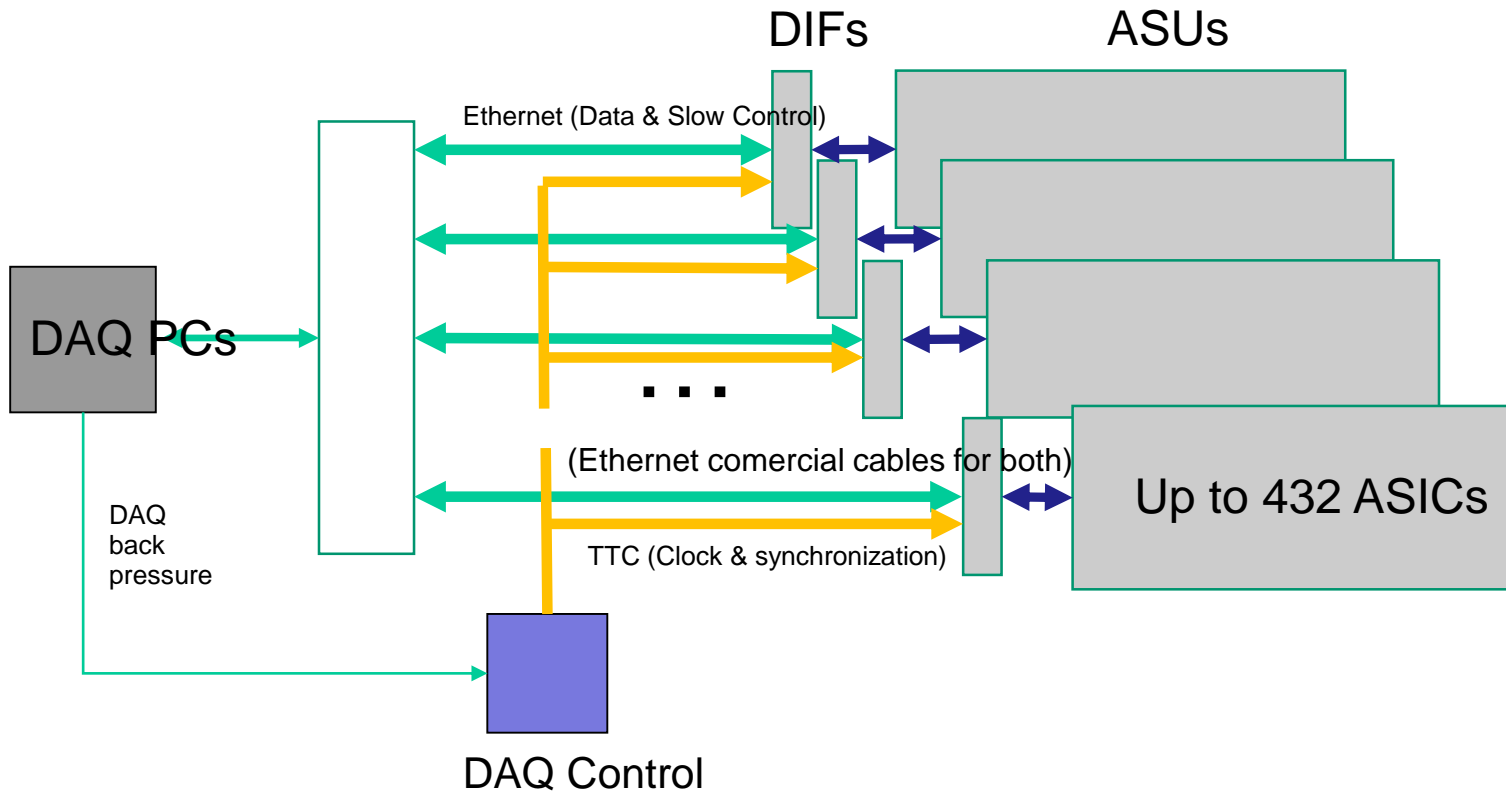 DIFs
ASUs
Ethernet (Data & Slow Control)
DAQ PCs
. . .
(Ethernet comercial cables for both)
Up to 432 ASICs
DAQ
back
pressure
TTC (Clock & synchronization)
DAQ Control